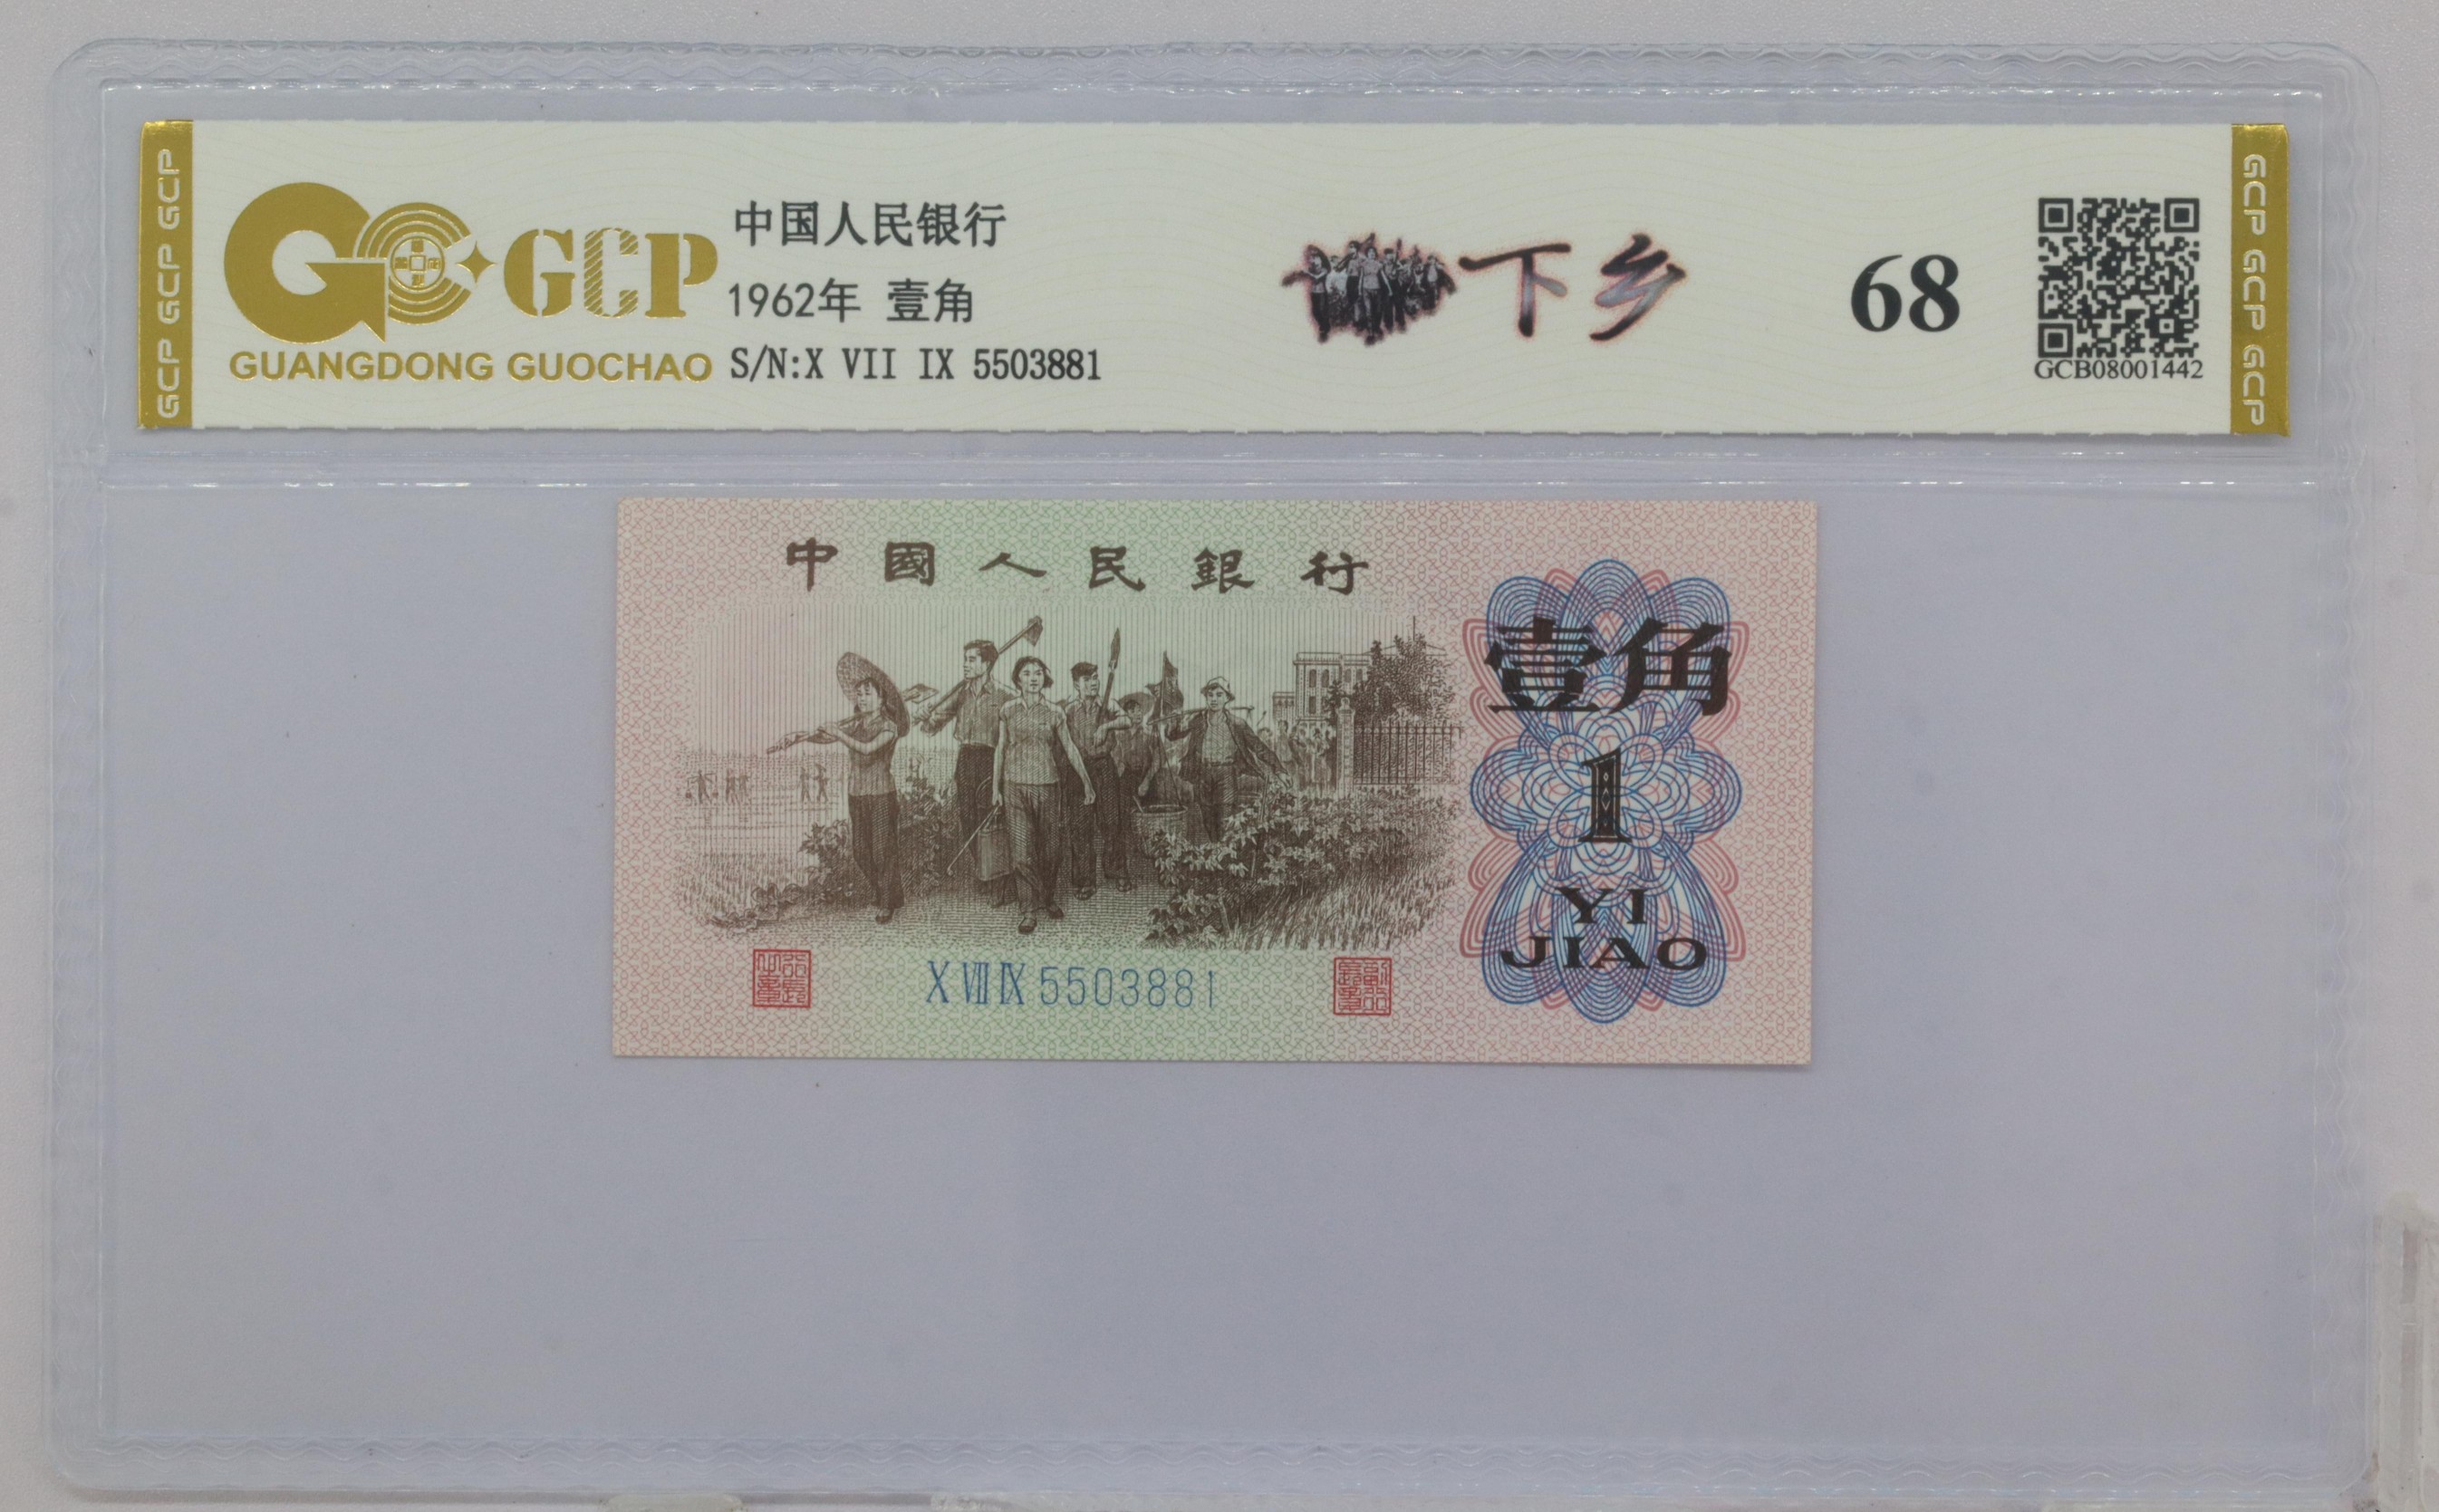 GCP GCP GCP
GCP
GUANGDONG GUOCHAO
中国人民银行
1962年 壹角
S/N:X VII IX 5503881
下乡
68
GCB08001442
GCP GCP GCP
中國人民銀行
壹角
1
YI
JIAO
X VII IX 5503881